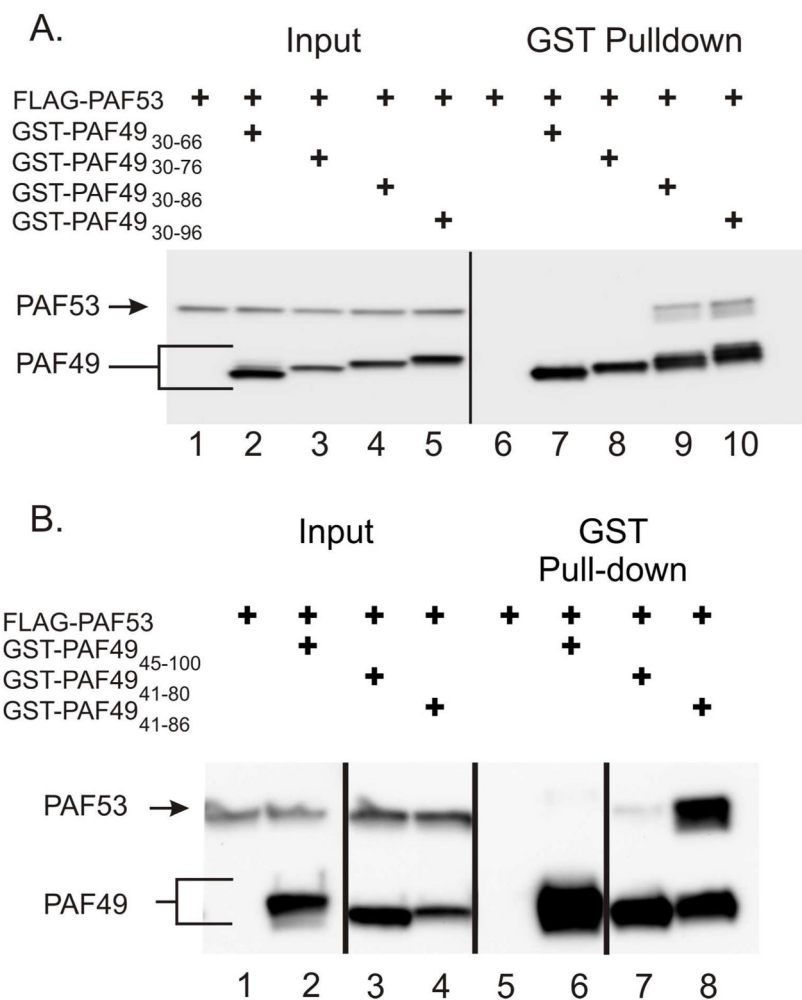 A.
Input
GST Pulldown
FLAG-PAF53 + + + + + + + + + +
GST-PAF49 30-66 + +
GST-PAF49 30-76 + +
GST-PAF49 30-86 + +
GST-PAF49 30-96 + +
PAF53
PAF49
1 2 3 4 5 6 7 8 9 10
B.
Input
GST
Pull-down
FLAG-PAF53 + + + + + + + +
GST-PAF49 45-100 + +
GST-PAF49 41-80 + +
GST-PAF49 41-86 + +
PAF53
PAF49
1 2 3 4 5 6 7 8